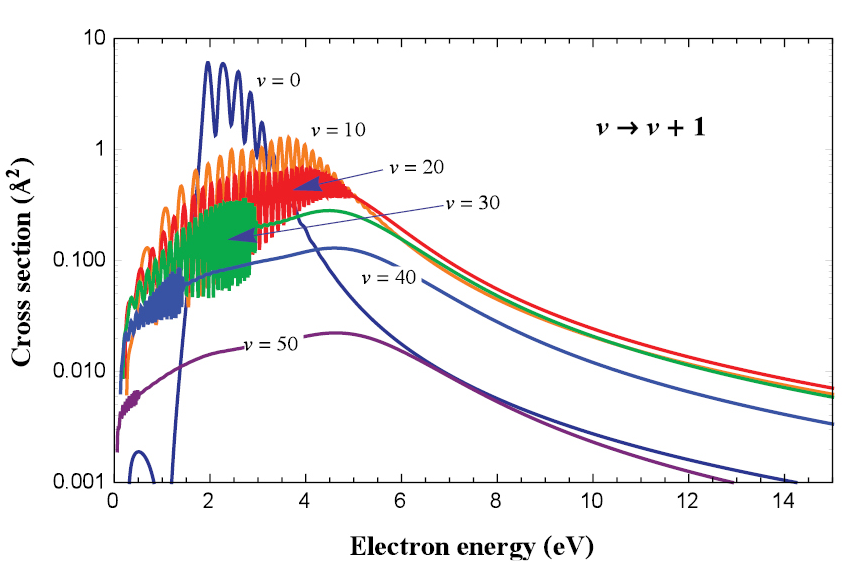 10
1
0.100
0.010
0.001
0
2
4
6
8
10
12
14
Cross section (Å²)
Electron energy (eV)
v = 0
v = 10
v → v + 1
v = 20
v = 30
v = 40
v = 50